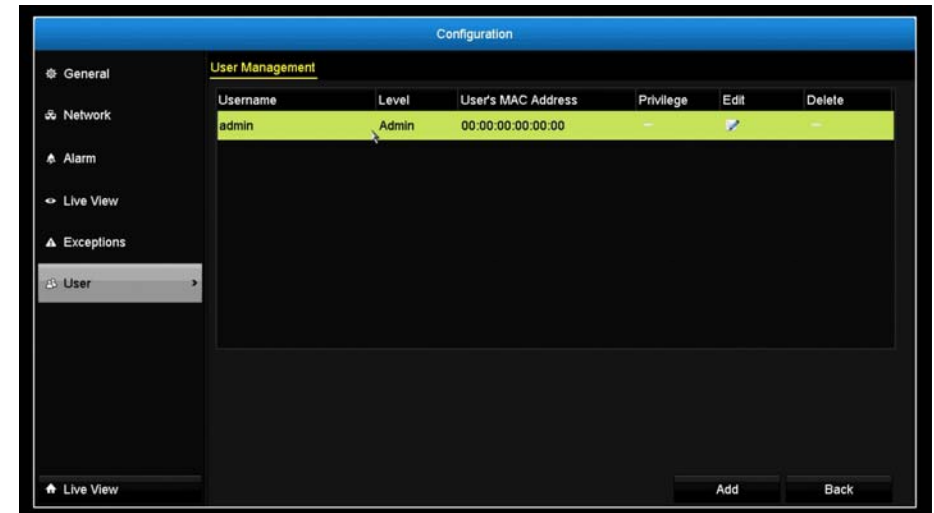 Configuration
General
Network
Alarm
Live View
Exceptions
User
Live View
User Management
Username Level User's MAC Address Privilege Edit Delete
admin Admin 00:00:00:00:00:00 – –
Add Back